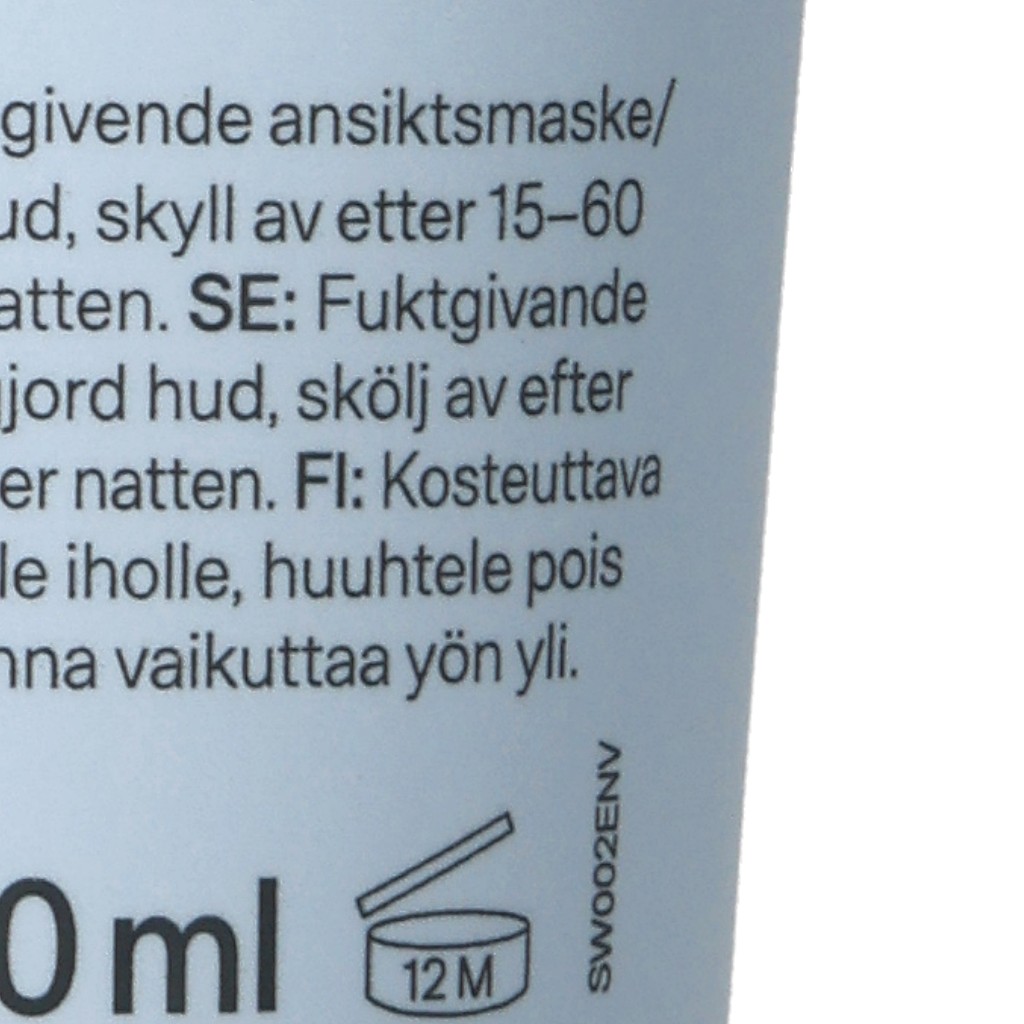 givende ansiktsmaske/
ud, skyll av etter 15–60
atten. SE: Fuktgivande
jord hud, skölj av efter
er natten. FI: Kosteuttava
le iholle, huuhtele pois
nna vaikuttaa yön yli.
0 ml
12 M
SW002ENV